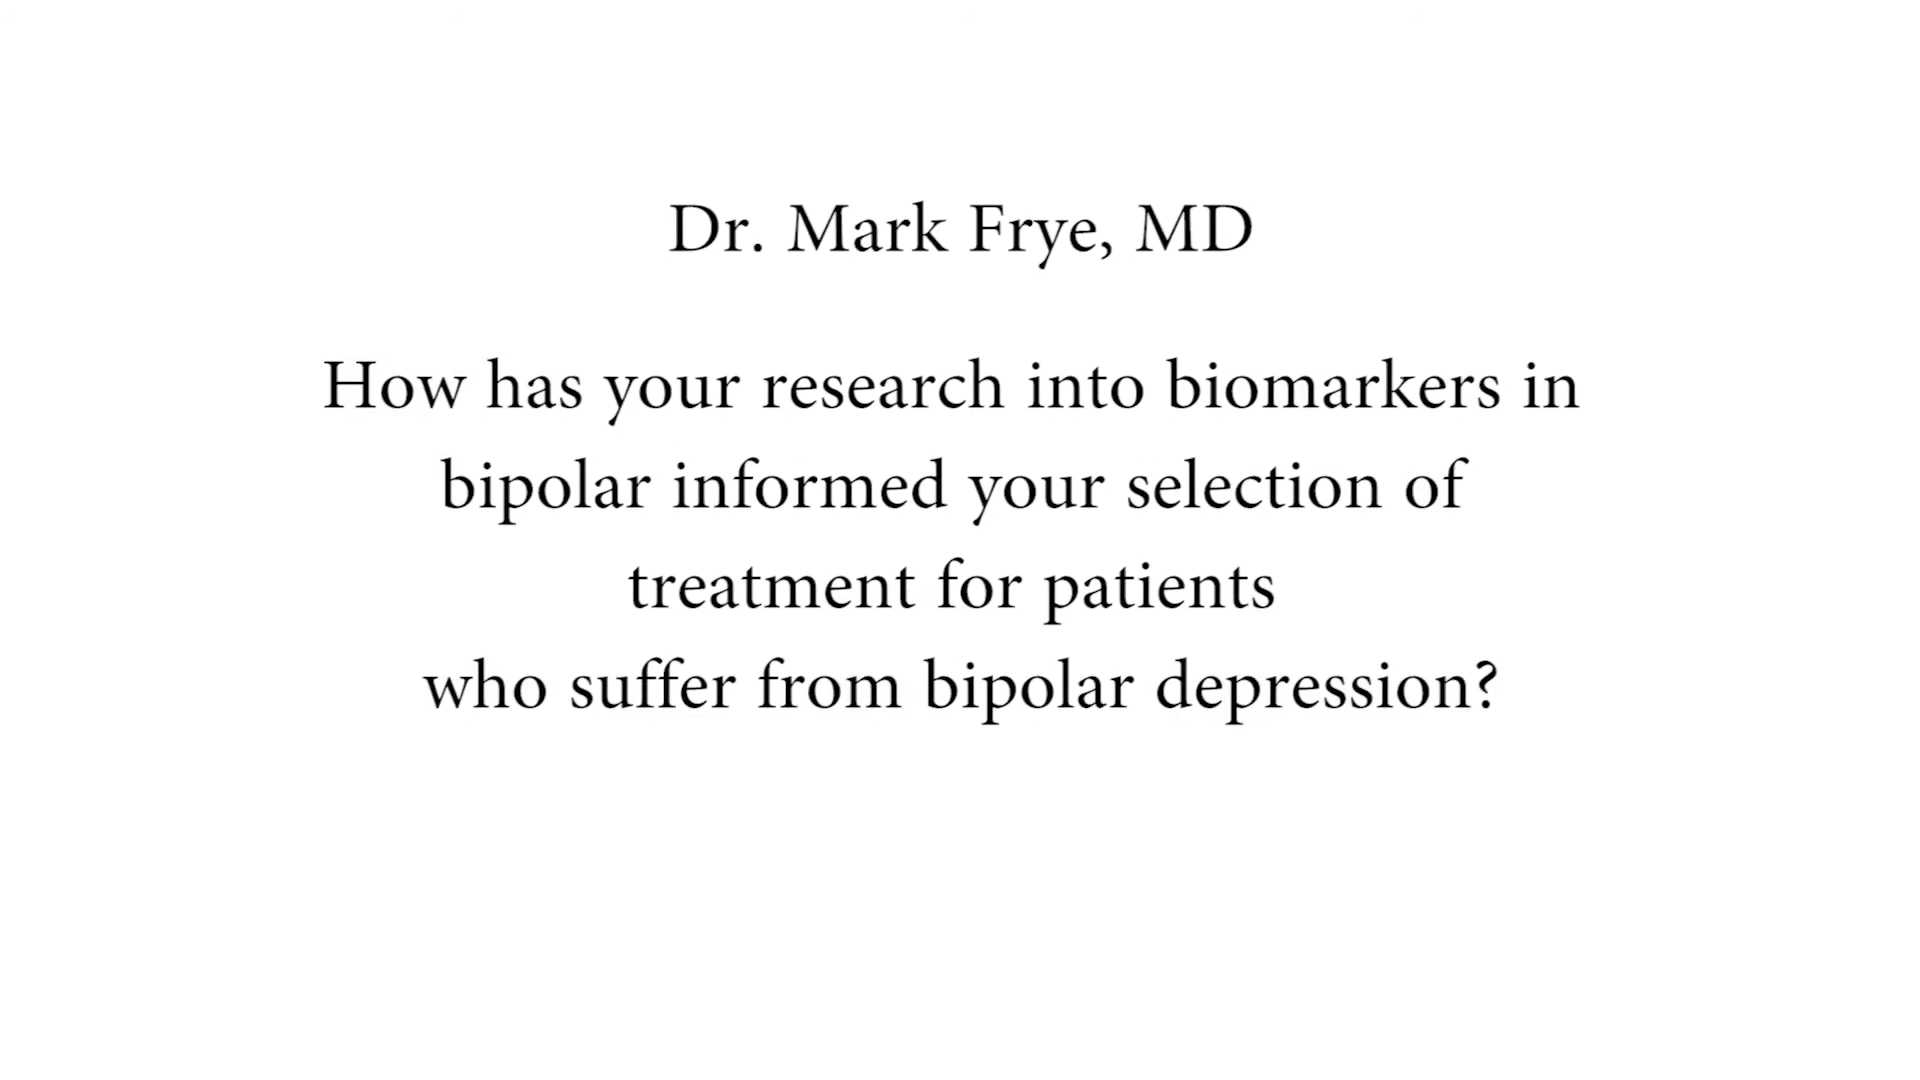 Dr. Mark Frye, MD
How has your research into biomarkers in
bipolar informed your selection of
treatment for patients
who suffer from bipolar depression?